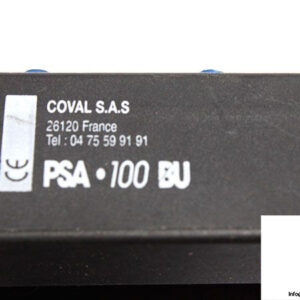 COVAL S.A.S
26120 France
Tel : 04 75 59 91 91
CE
PSA • 100 BU